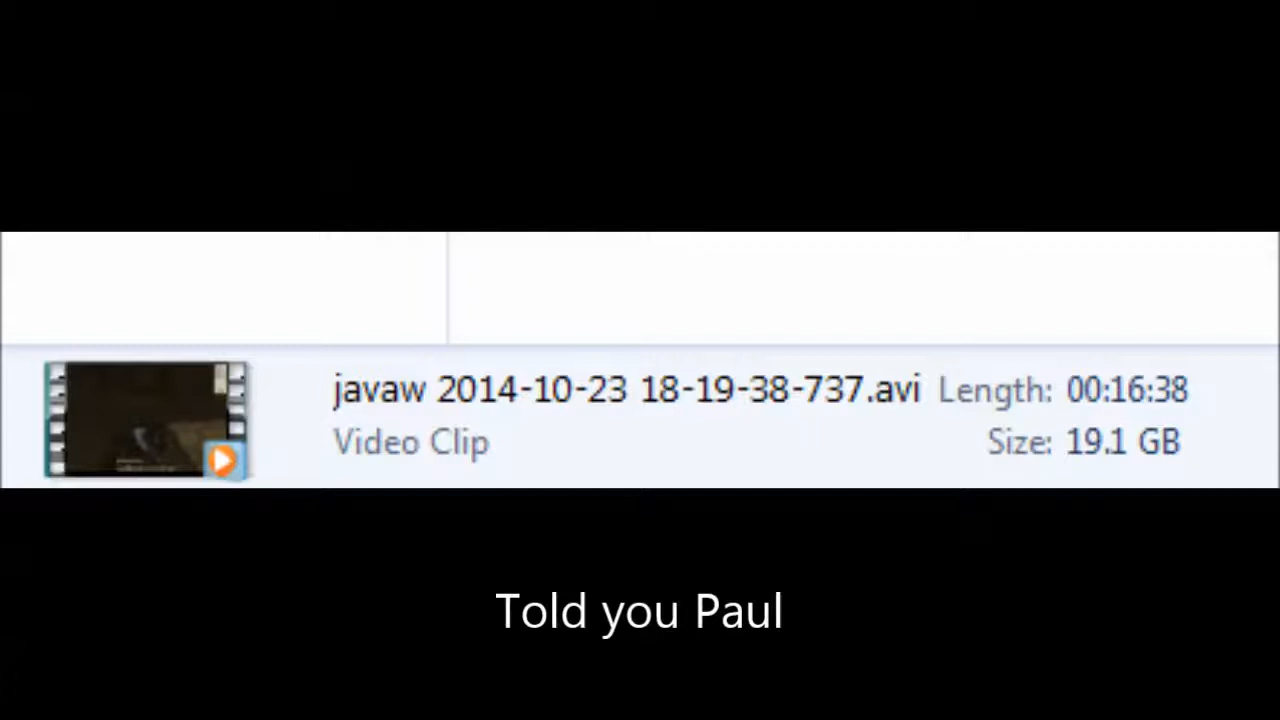 javaw 2014-10-23 18-19-38-737.avi Length: 00:16:38
Video Clip Size: 19.1 GB
Told you Paul